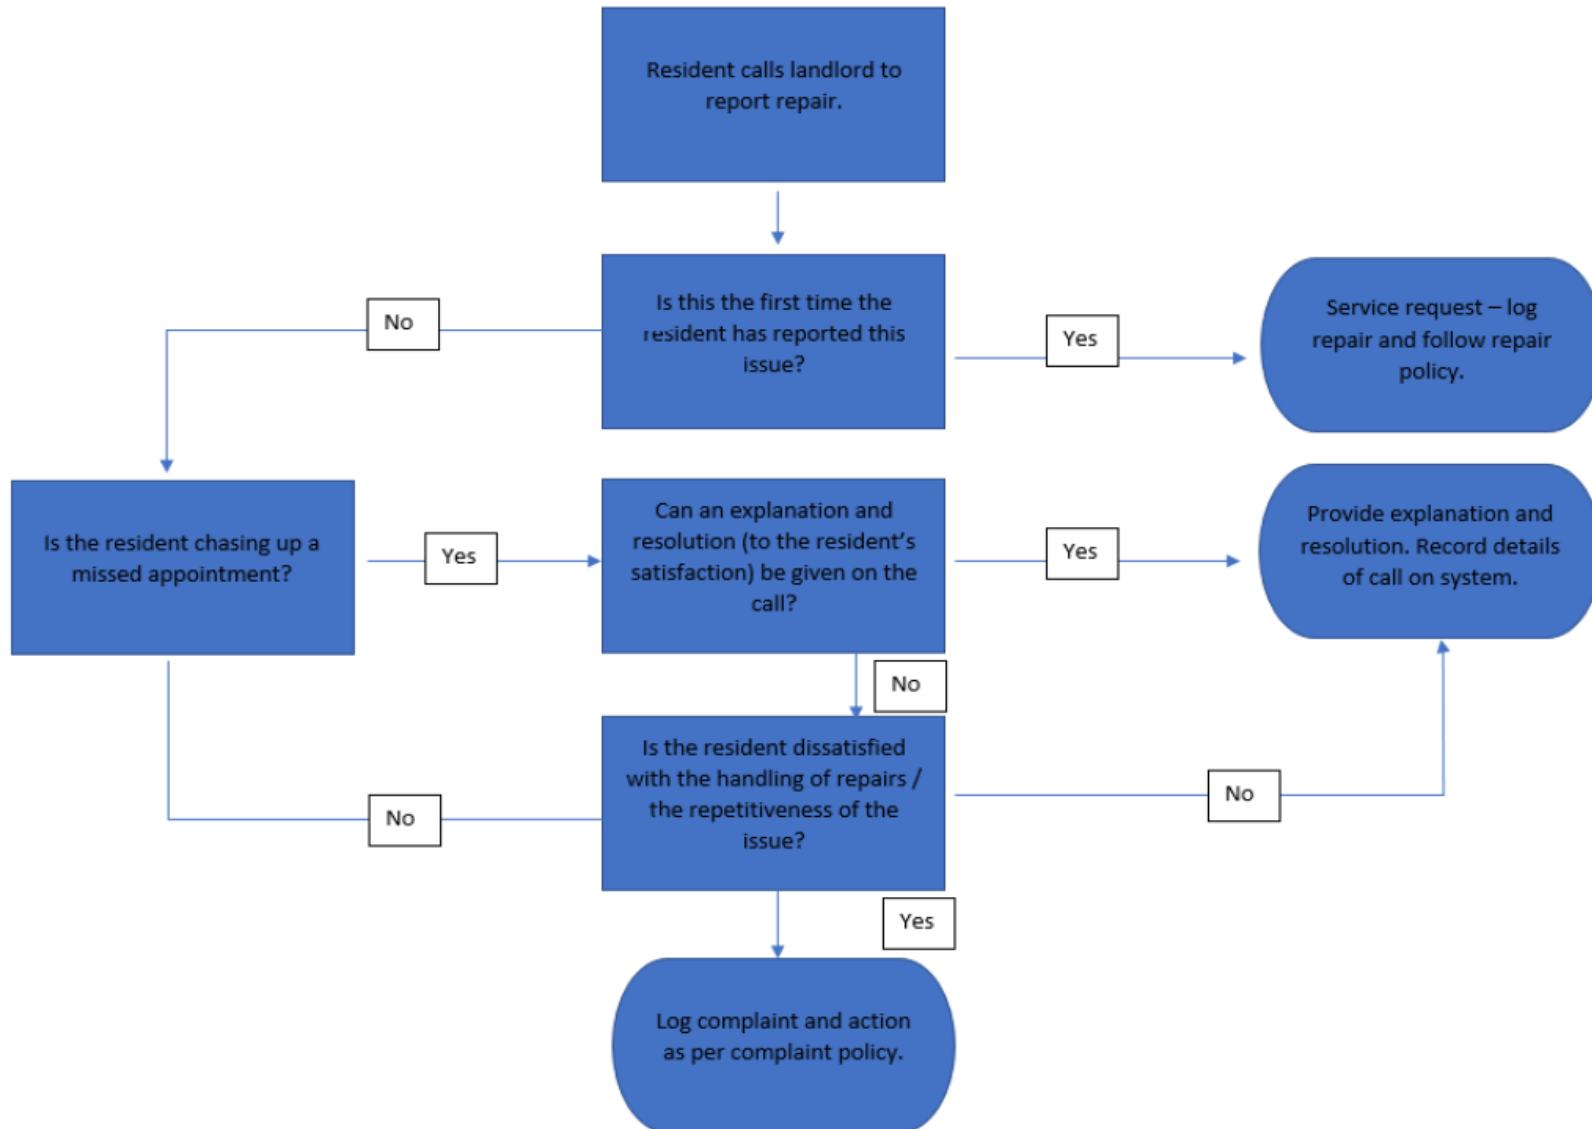 Resident calls landlord to
report repair.
Is this the first time the
resident has reported this
issue?
No
Yes
Service request – log
repair and follow repair
policy.
Is the resident chasing up a
missed appointment?
Yes
Can an explanation and
resolution (to the resident’s
satisfaction) be given on the
call?
Yes
Provide explanation and
resolution. Record details
of call on system.
No
Is the resident dissatisfied
with the handling of repairs /
the repetitiveness of the
issue?
No
No
Yes
Log complaint and action
as per complaint policy.